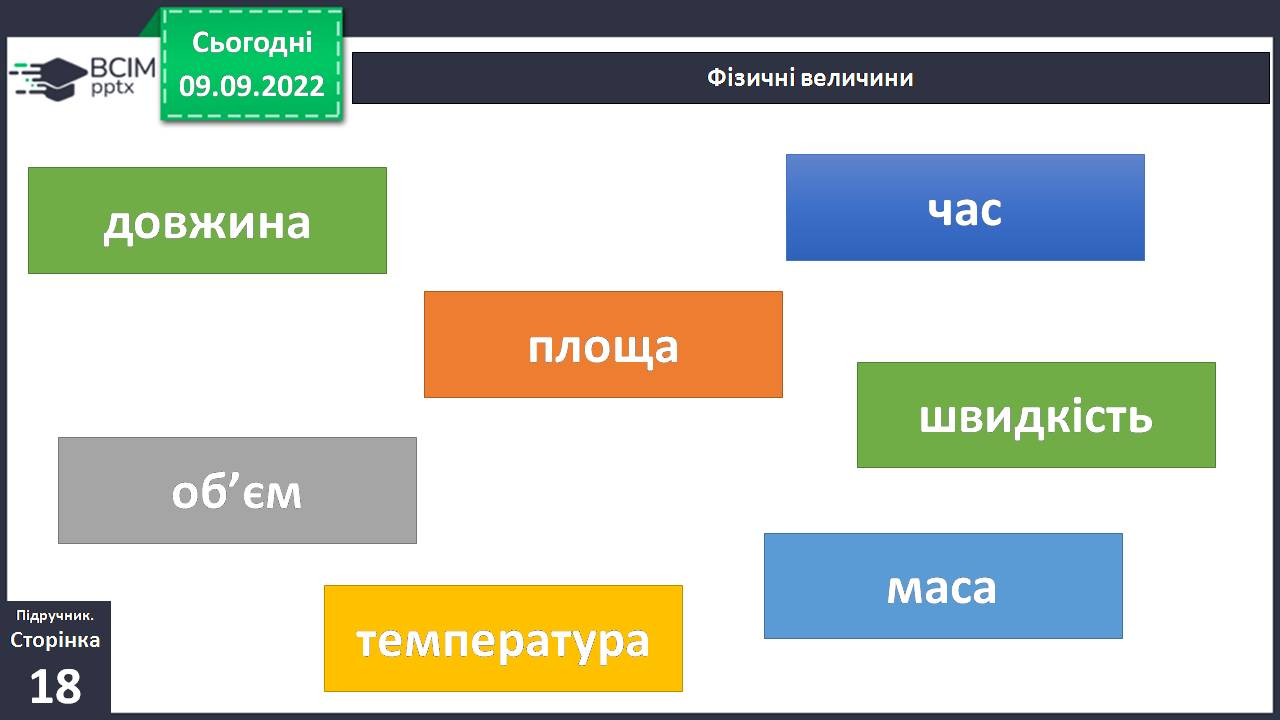 Сьогодні
09.09.2022
ВСІМ
pptx
Фізичні величини
довжина
час
площа
швидкість
об’єм
маса
температура
Підручник.
Сторінка
18